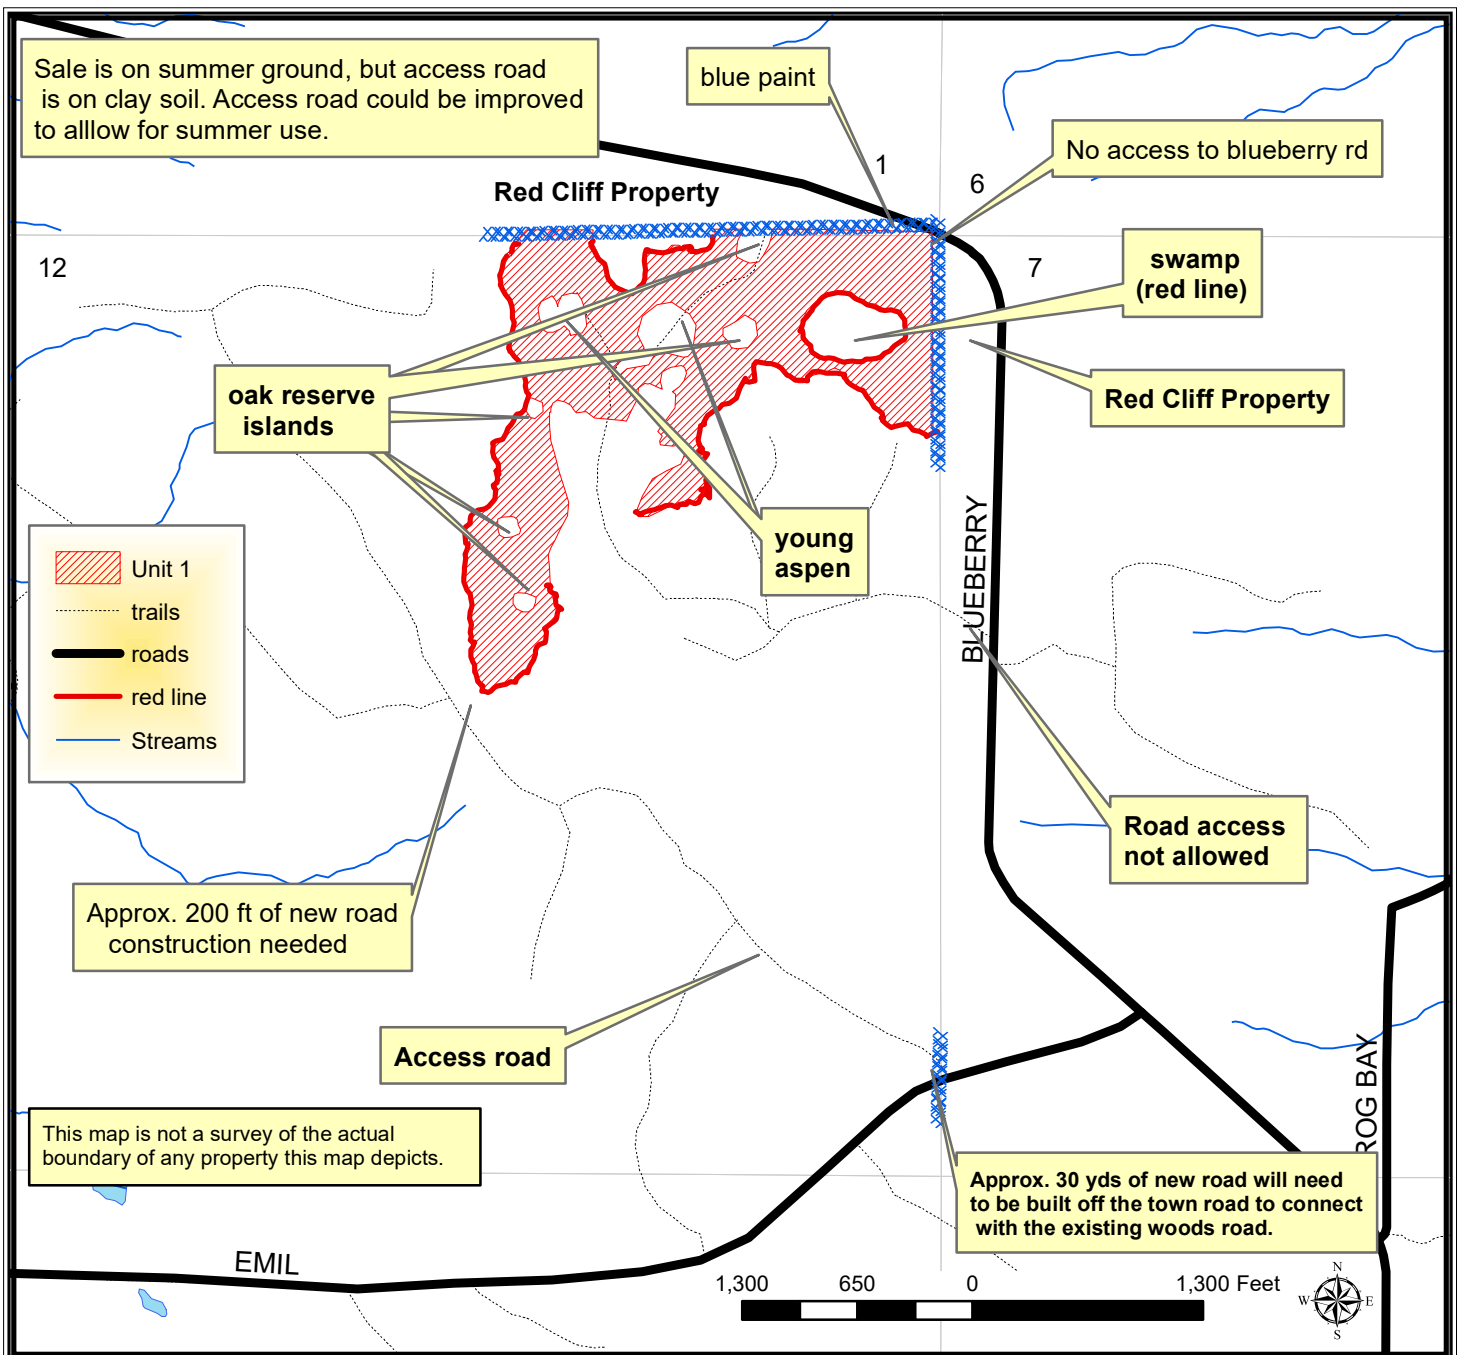 Sale is on summer ground, but access road
is on clay soil. Access road could be improved
to alllow for summer use.
blue paint
1
6
No access to blueberry rd
Red Cliff Property
12
7
swamp
(red line)
oak reserve
islands
Red Cliff Property
young
aspen
BLUEBERRY
Unit 1
trails
roads
red line
Streams
Road access
not allowed
Approx. 200 ft of new road
construction needed
Access road
ROG BAY
This map is not a survey of the actual
boundary of any property this map depicts.
Approx. 30 yds of new road will need
to be built off the town road to connect
with the existing woods road.
EMIL
1,300 650 0 1,300 Feet
N
W E
S